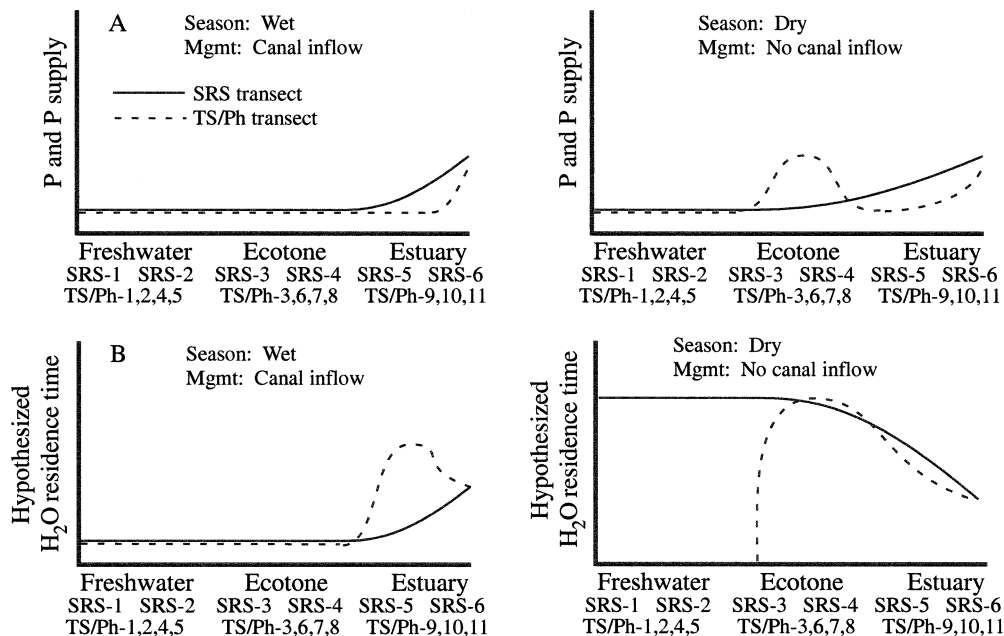 A
Season: Wet
Mgmt: Canal inflow
SRS transect
TS/Ph transect
P and P supply
Freshwater Ecotone Estuary
SRS-1 SRS-2 SRS-3 SRS-4 SRS-5 SRS-6
TS/Ph-1,2,4,5 TS/Ph-3,6,7,8 TS/Ph-9,10,11
Season: Dry
Mgmt: No canal inflow
P and P supply
Freshwater Ecotone Estuary
SRS-1 SRS-2 SRS-3 SRS-4 SRS-5 SRS-6
TS/Ph-1,2,4,5 TS/Ph-3,6,7,8 TS/Ph-9,10,11
B
Season: Wet
Mgmt: Canal inflow
Hypothesized
H2O residence time
Freshwater Ecotone Estuary
SRS-1 SRS-2 SRS-3 SRS-4 SRS-5 SRS-6
TS/Ph-1,2,4,5 TS/Ph-3,6,7,8 TS/Ph-9,10,11
Season: Dry
Mgmt: No canal inflow
Hypothesized
H2O residence time
Freshwater Ecotone Estuary
SRS-1 SRS-2 SRS-3 SRS-4 SRS-5 SRS-6
TS/Ph-1,2,4,5 TS/Ph-3,6,7,8 TS/Ph-9,10,11